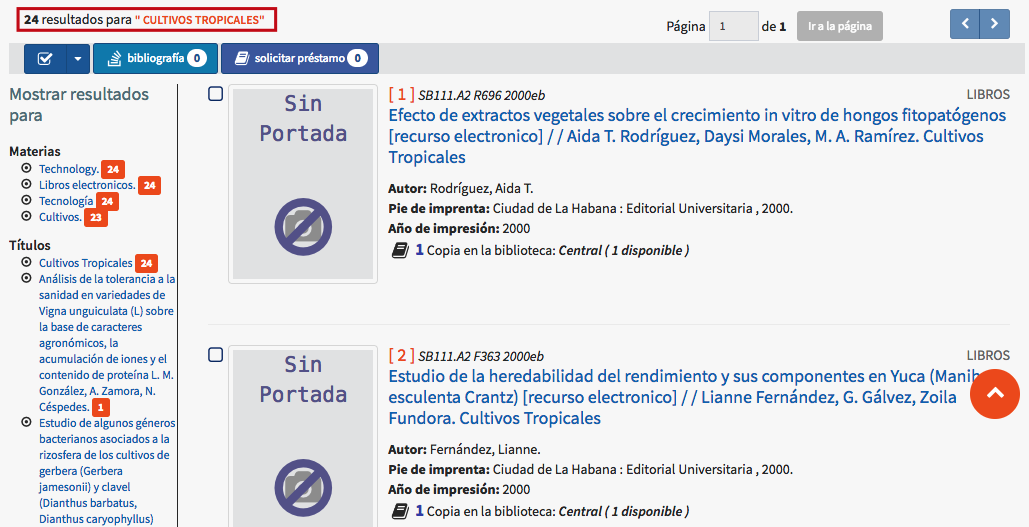 24 resultados para " CULTIVOS TROPICALES"
Página 1 de 1 Ir a la página
bibliografía 0 solicitar préstamo 0
Mostrar resultados
para
Materias
Technology. 24
Libros electronicos. 24
Tecnología 24
Cultivos. 23
Títulos
Cultivos Tropicales 24
Análisis de la tolerancia a la
sanidad en variedades de
Vigna unguiculata (L) sobre
la base de caracteres
agronómicos, la
acumulación de iones y el
contenido de proteína L. M.
González, A. Zamora, N.
Céspedes. 1
Estudio de algunos géneros
bacterianos asociados a la
rizosfera de los cultivos de
gerbera (Gerbera
jamesonii) y clavel
(Dianthus barbatus,
Dianthus caryophyllus)
Sin
Portada
[ 1 ] SB111.A2 R696 2000eb
LIBROS
Efecto de extractos vegetales sobre el crecimiento in vitro de hongos fitopatógenos
[recurso electronico] / / Aida T. Rodríguez, Daysi Morales, M. A. Ramírez. Cultivos
Tropicales
Autor: Rodríguez, Aida T.
Pie de imprenta: Ciudad de La Habana : Editorial Universitaria , 2000.
Año de impresión: 2000
1 Copia en la biblioteca: Central ( 1 disponible )
Sin
Portada
[ 2 ] SB111.A2 F363 2000eb
LIBROS
Estudio de la heredabilidad del rendimiento y sus componentes en Yuca (Manih
esculenta Crantz) [recurso electronico] / / Lianne Fernández, G. Gálvez, Zoila
Fundora. Cultivos Tropicales
Autor: Fernández, Lianne.
Pie de imprenta: Ciudad de La Habana : Editorial Universitaria , 2000.
Año de impresión: 2000
1 Copia en la biblioteca: Central ( 1 disponible )